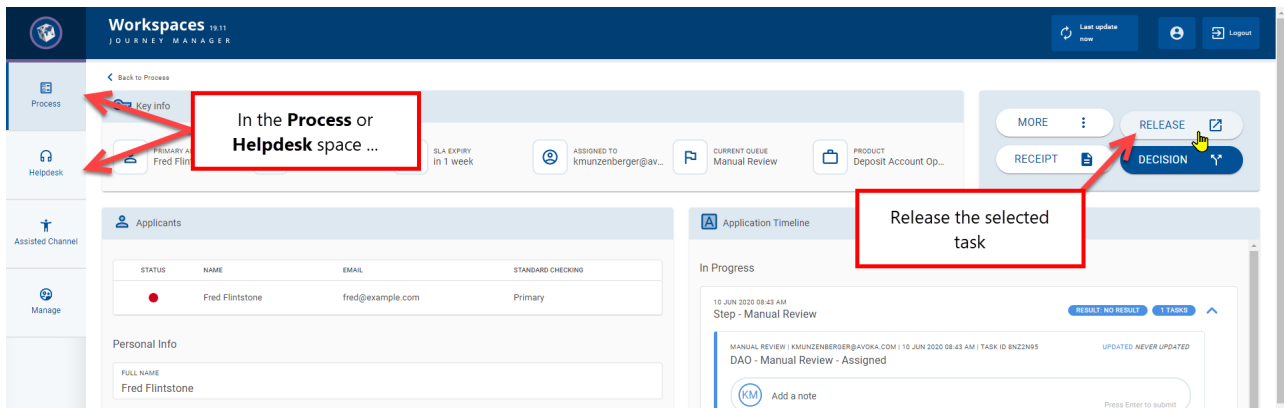 Workspaces 19.11
JOURNEY MANAGER
Last update
now
Logout
Back to Process
Process
Helpdesk
Assisted Channel
Manage
Key info
In the Process or
Helpdesk space ...
PRIMARY
Fred Flin
SLA EXPIRY
in 1 week
ASSIGNED TO
kmunzenberger@av...
CURRENT QUEUE
Manual Review
PRODUCT
Deposit Account Op...
MORE
RELEASE
RECEIPT
DECISION
Release the selected
task
Applicants
STATUS NAME EMAIL STANDARD CHECKING
Fred Flintstone fred@example.com Primary
Personal Info
FULL NAME
Fred Flintstone
Application Timeline
In Progress
10 JUN 2020 08:43 AM
Step - Manual Review
RESULT: NO RESULT 1 TASKS
MANUAL REVIEW | KMUNZENBERGER@AVOKA.COM | 10 JUN 2020 08:43 AM | TASK ID 8NZ2N95
UPDATED NEVER UPDATED
DAO - Manual Review - Assigned
KM Add a note
Press Enter to submit